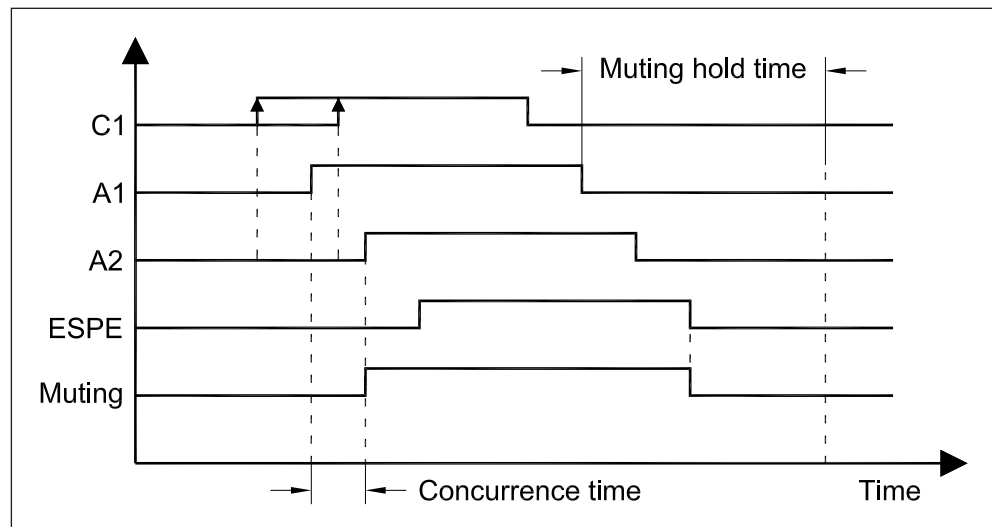 Muting hold time
C1
A1
A2
ESPE
Muting
Concurrence time
Time